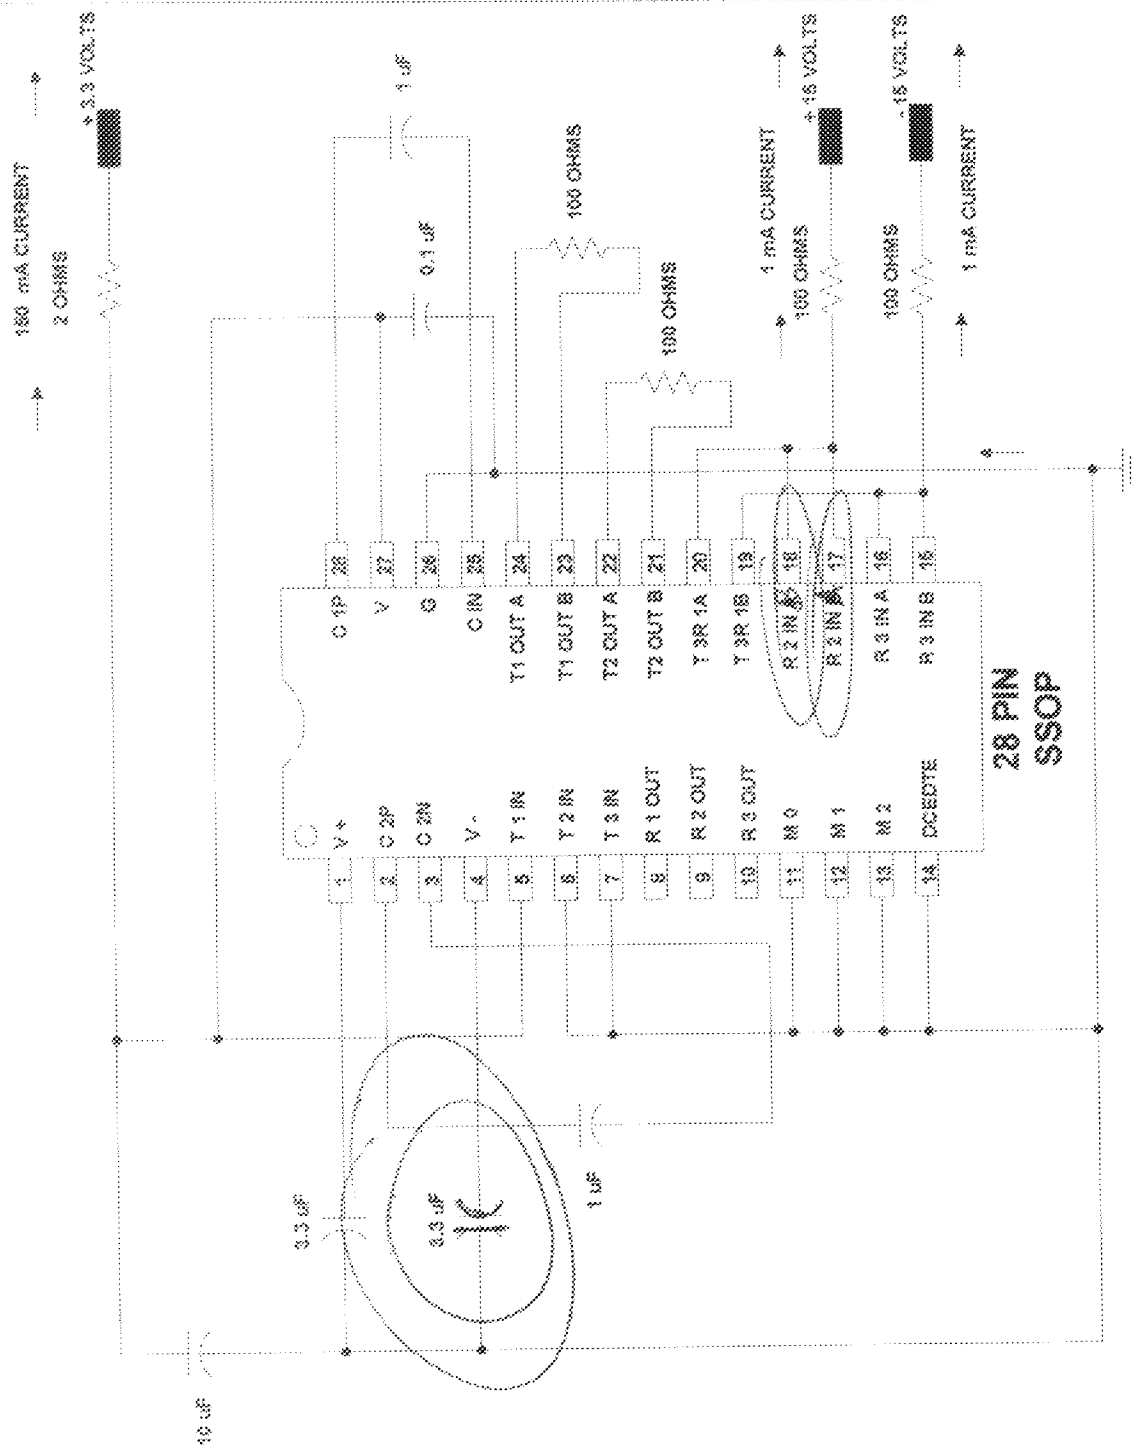 150 mA CURRENT
+ 3.3 VOLTS
2 OHMS
1 uF
0.1 uF
100 OHMS
100 OHMS
+ 15 VOLTS
1 mA CURRENT
100 OHMS
- 15 VOLTS
100 OHMS
1 mA CURRENT
28 C 1P
27 V
26 G
25 C IN
24 T1 OUT A
23 T1 OUT B
22 T2 OUT A
21 T2 OUT B
20 T 3R 1A
19 T 3R 1B
18 R 2 IN
17 R 2 IN
16 R 3 IN A
15 R 3 IN B
1 V +
2 C 2P
3 C 2N
4 V -
5 T 1 IN
6 T 2 IN
7 T 3 IN
8 R 1 OUT
9 R 2 OUT
10 R 3 OUT
11 M 0
12 M 1
13 M 2
14 DCEDTE
28 PIN
SSOP
3.3 uF
3.3 uF
1 uF
10 uF